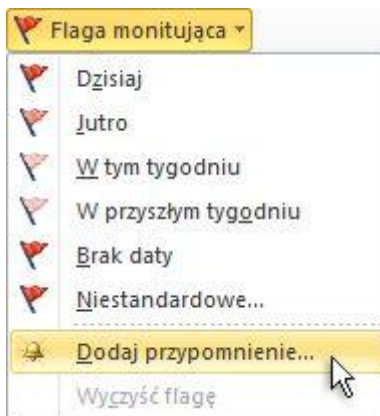 Flaga monitująca
Dzisiaj
Jutro
W tym tygodniu
W przyszłym tygodniu
Brak daty
Niestandardowe...
Dodaj przypomnienie...
Wyczyść flagę